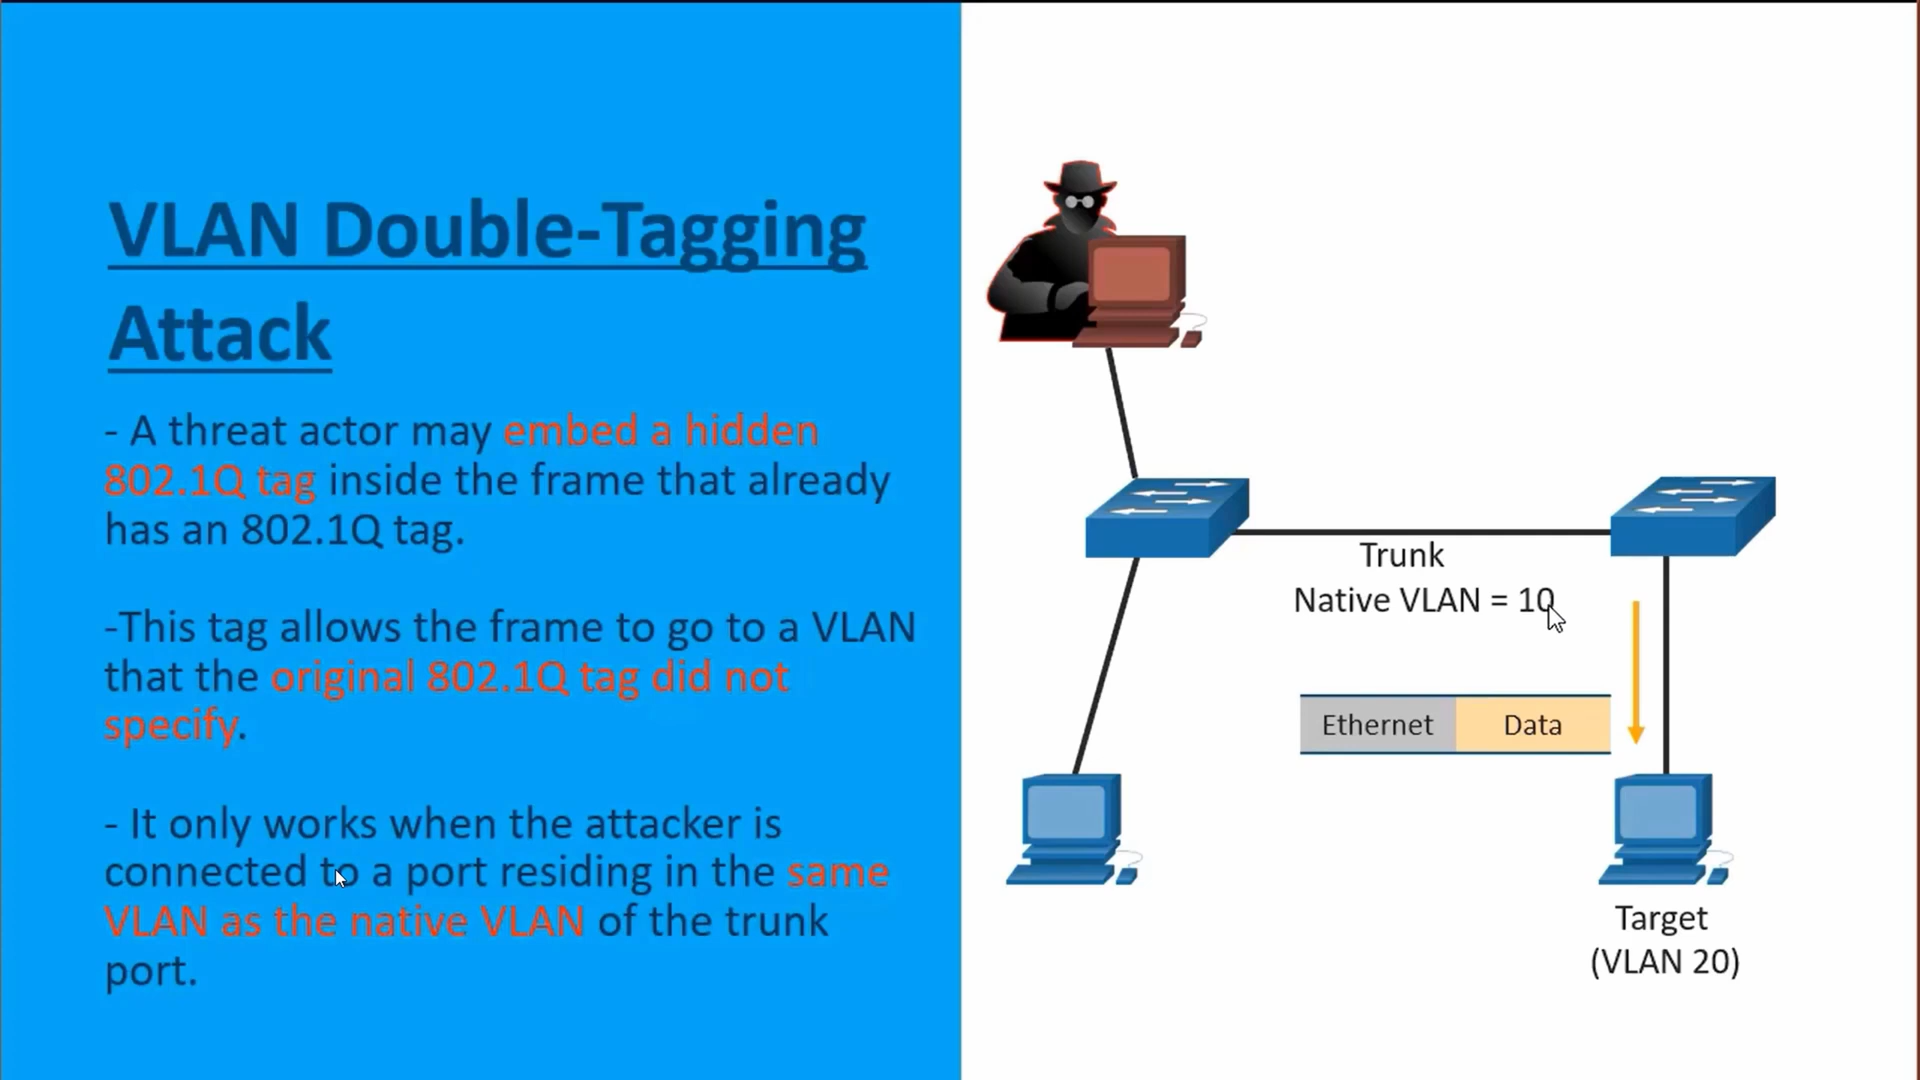 VLAN Double-Tagging
Attack
- A threat actor may embed a hidden
802.1Q tag inside the frame that already
has an 802.1Q tag.
-This tag allows the frame to go to a VLAN
that the original 802.1Q tag did not
specify.
- It only works when the attacker is
connected to a port residing in the same
VLAN as the native VLAN of the trunk
port.
Trunk
Native VLAN = 10
Ethernet Data
Target
(VLAN 20)